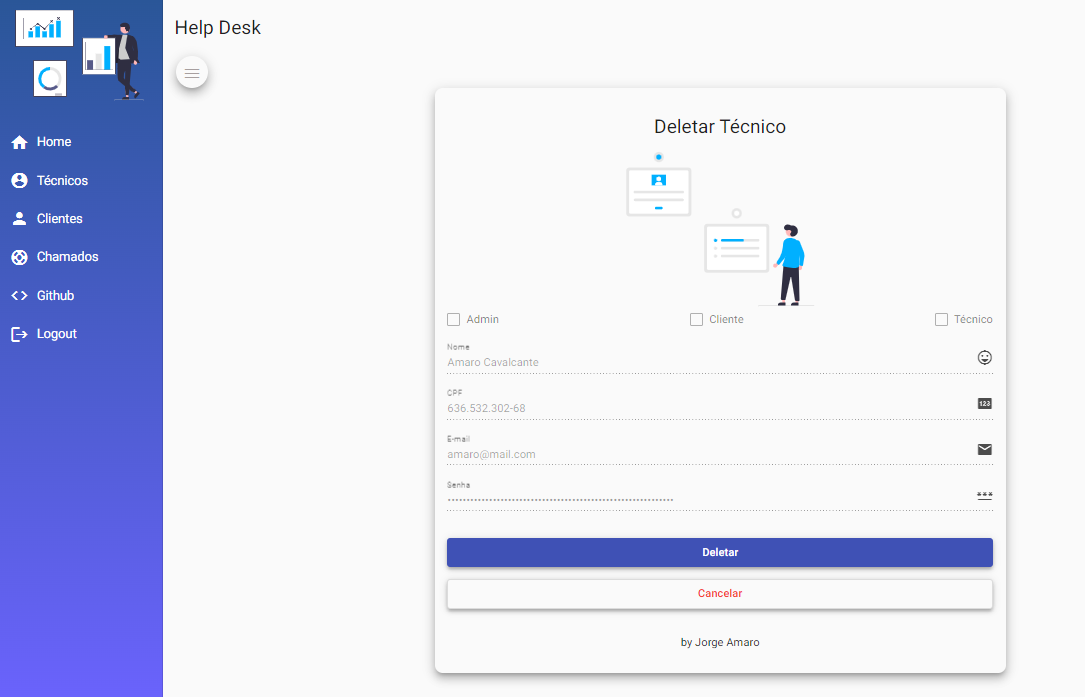 Help Desk
Home
Técnicos
Clientes
Chamados
Github
Logout
Deletar Técnico
Admin
Cliente
Técnico
Nome
Amaro Cavalcante
CPF
636.532.302-68
123
E-mail
amaro@mail.com
Senha
Deletar
Cancelar
by Jorge Amaro